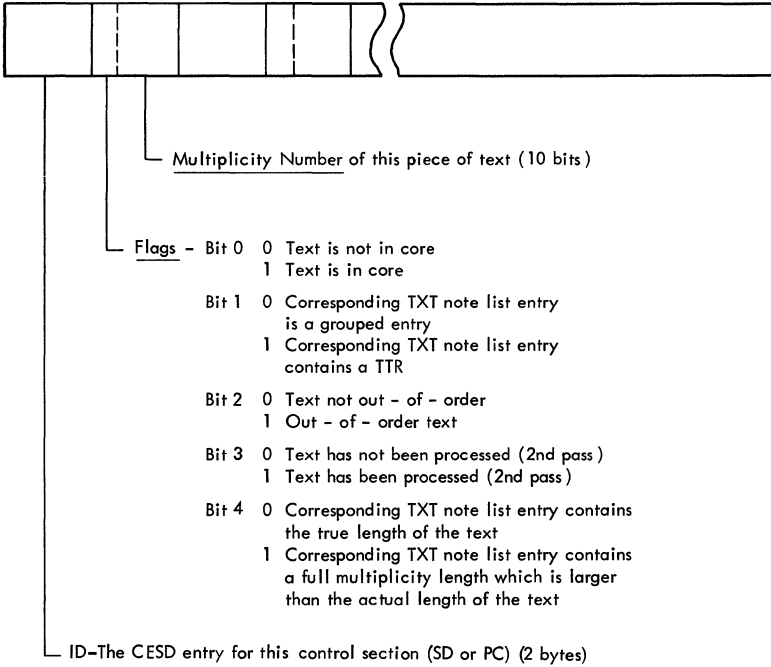 Multiplicity Number of this piece of text (10 bits)
Flags - Bit 0 0 Text is not in core
1 Text is in core
Bit 1 0 Corresponding TXT note list entry
is a grouped entry
1 Corresponding TXT note list entry
contains a TTR
Bit 2 0 Text not out - of - order
1 Out - of - order text
Bit 3 0 Text has not been processed (2nd pass)
1 Text has been processed (2nd pass)
Bit 4 0 Corresponding TXT note list entry contains
the true length of the text
1 Corresponding TXT note list entry contains
a full multiplicity length which is larger
than the actual length of the text
ID-The CESD entry for this control section (SD or PC) (2 bytes)